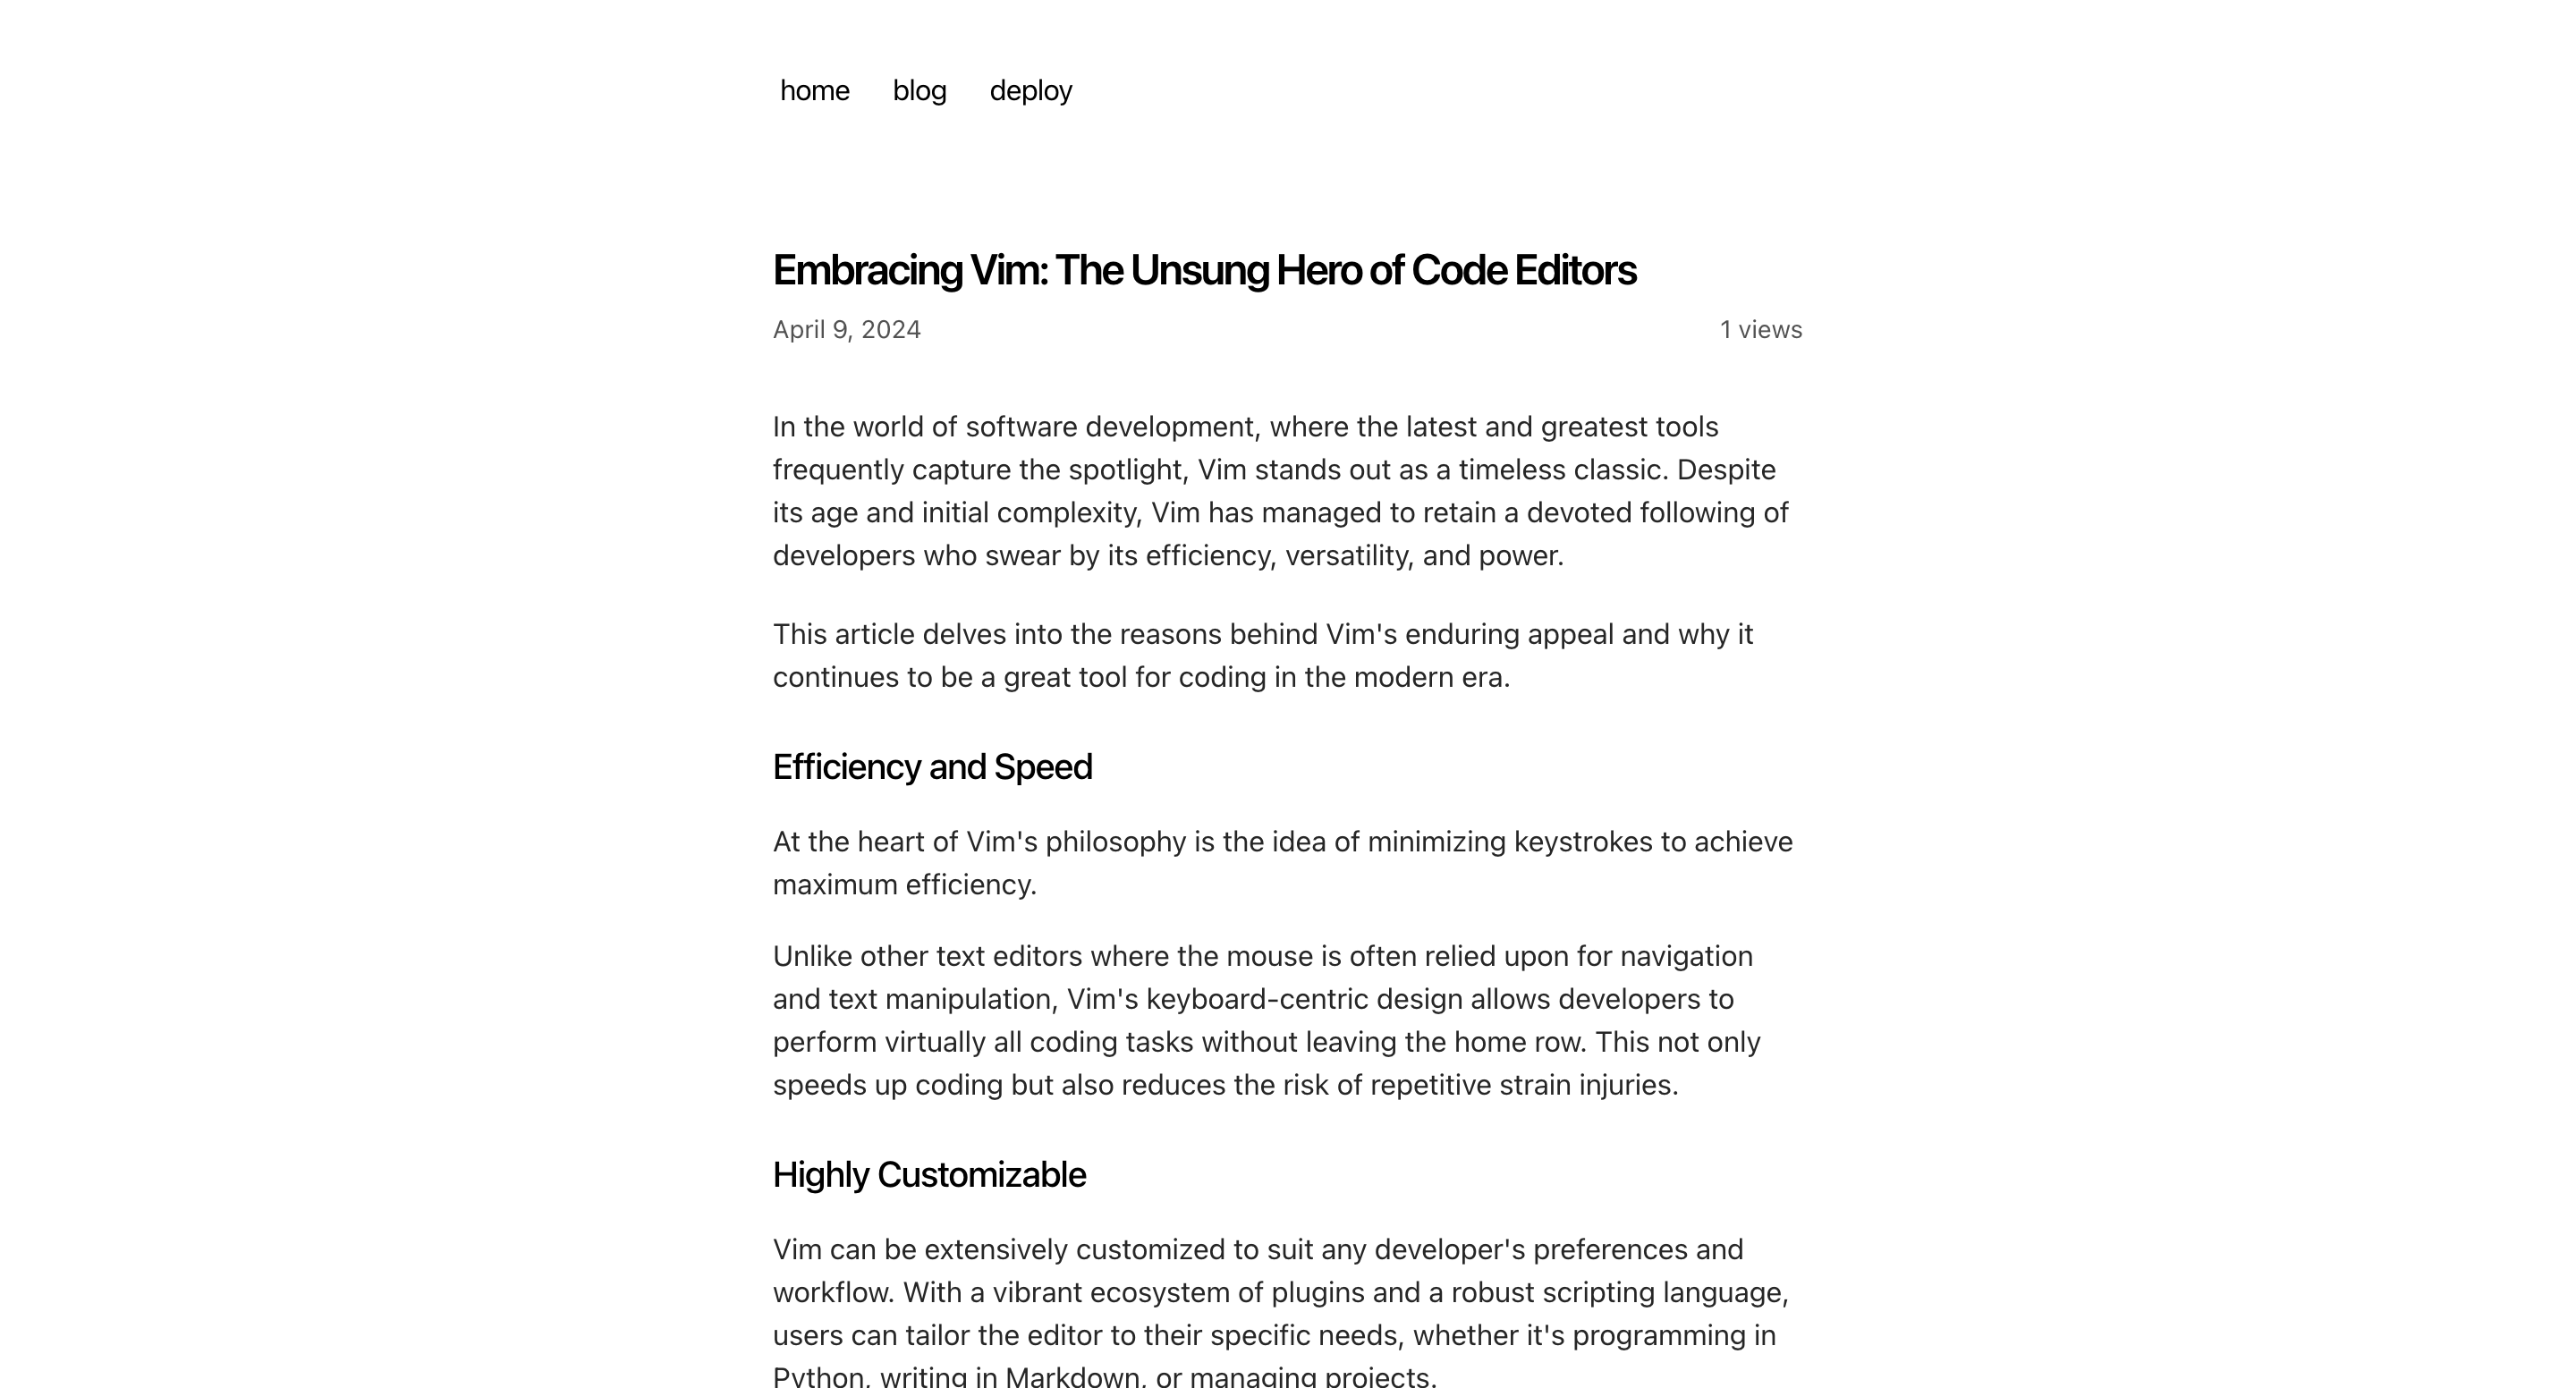 home blog deploy
Embracing Vim: The Unsung Hero of Code Editors
April 9, 2024 1 views
In the world of software development, where the latest and greatest tools
frequently capture the spotlight, Vim stands out as a timeless classic. Despite
its age and initial complexity, Vim has managed to retain a devoted following of
developers who swear by its efficiency, versatility, and power.
This article delves into the reasons behind Vim's enduring appeal and why it
continues to be a great tool for coding in the modern era.
Efficiency and Speed
At the heart of Vim's philosophy is the idea of minimizing keystrokes to achieve
maximum efficiency.
Unlike other text editors where the mouse is often relied upon for navigation
and text manipulation, Vim's keyboard-centric design allows developers to
perform virtually all coding tasks without leaving the home row. This not only
speeds up coding but also reduces the risk of repetitive strain injuries.
Highly Customizable
Vim can be extensively customized to suit any developer's preferences and
workflow. With a vibrant ecosystem of plugins and a robust scripting language,
users can tailor the editor to their specific needs, whether it's programming in
Python, writing in Markdown, or managing projects.